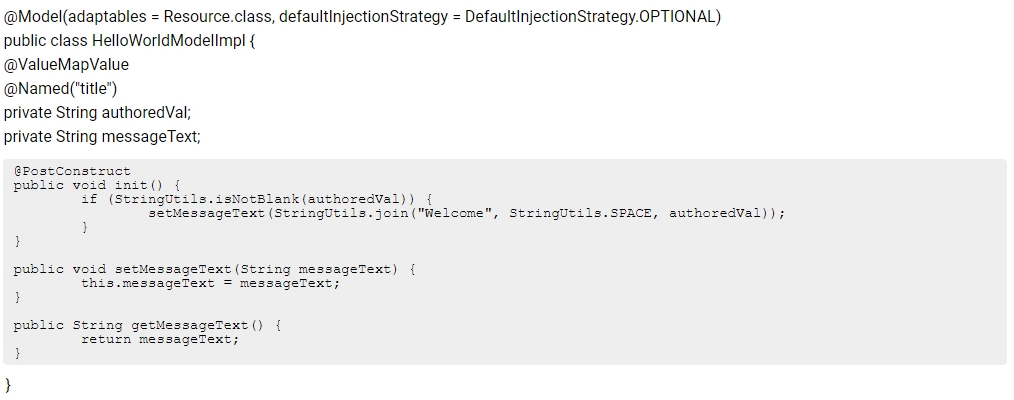 @Model(adaptables = Resource.class, defaultInjectionStrategy = DefaultInjectionStrategy.OPTIONAL)
public class HelloWorldModelImpl {
@ValueMapValue
@Named("title")
private String authoredVal;
private String messageText;
@PostConstruct
public void init() {
if (StringUtils.isNotBlank(authoredVal)) {
setMessageText(StringUtils.join("Welcome", StringUtils.SPACE, authoredVal));
}
}
public void setMessageText(String messageText) {
this.messageText = messageText;
}
public String getMessageText() {
return messageText;
}
}